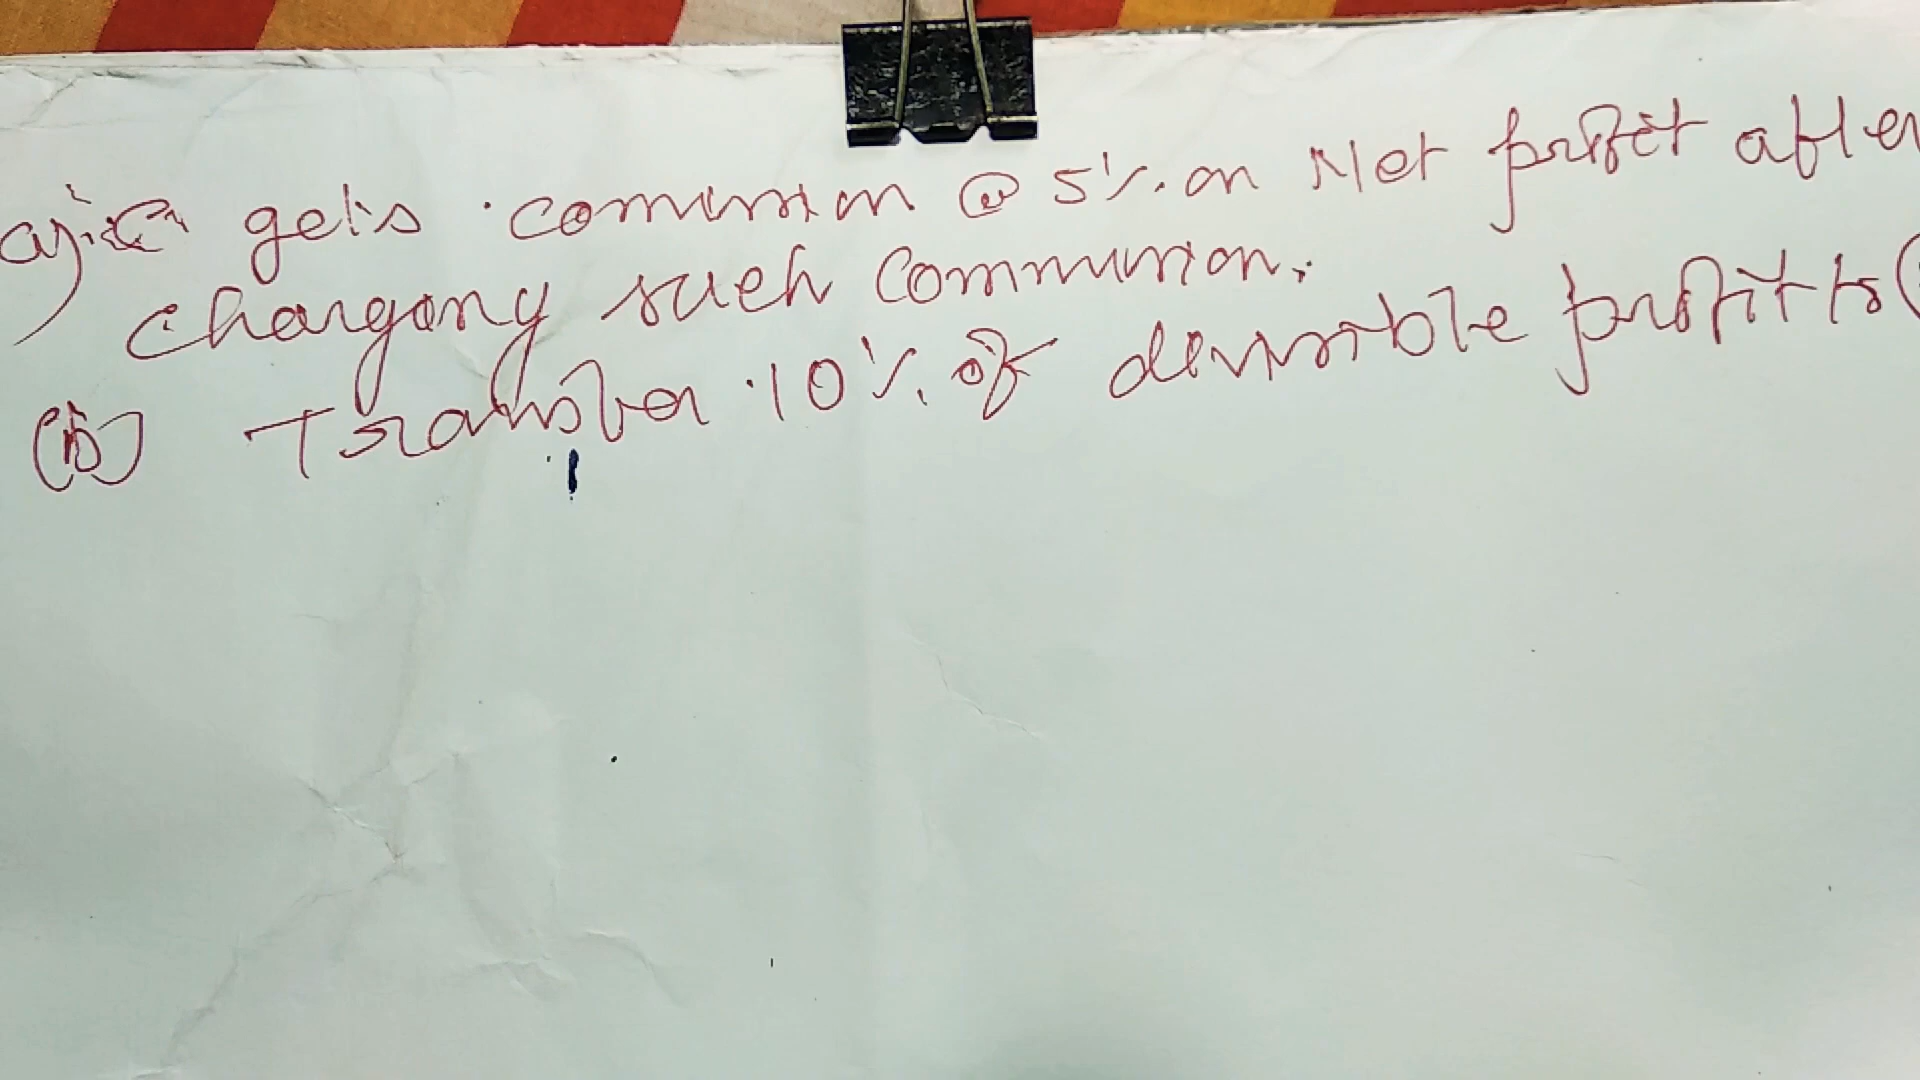 gets commission @ 5% on Net profit after
charging such commission.
Transfer 10% of divisible profit to